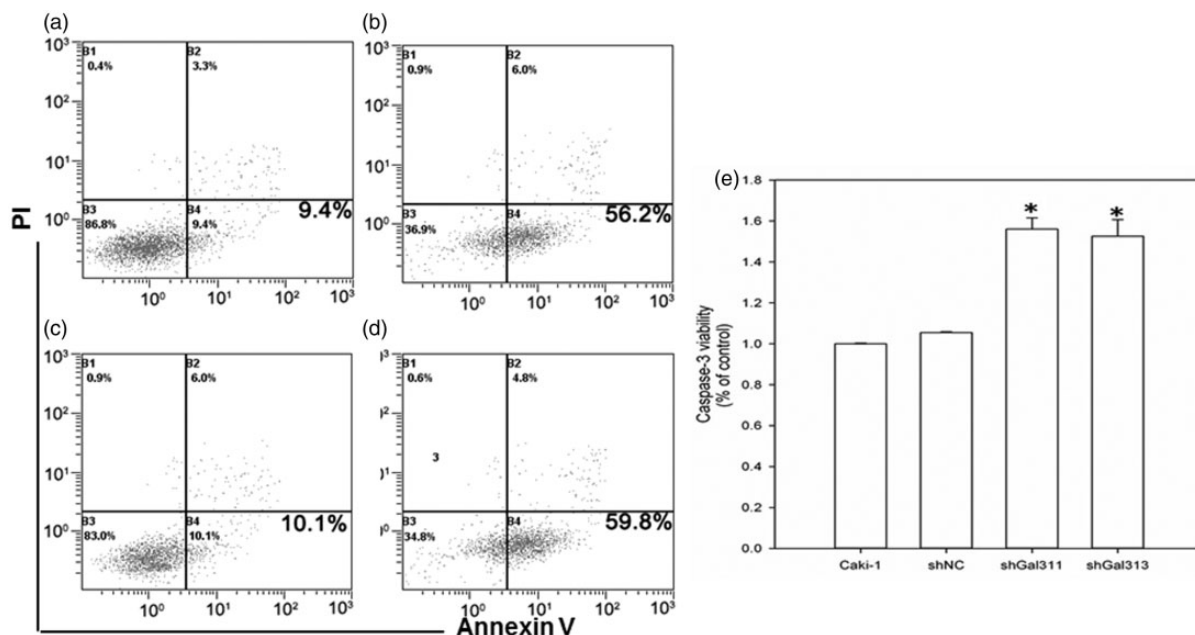 (a)
10³
B1
0.4%
B2
3.3%
10²
10¹
10⁰
B3
86.8%
B4
9.4%
9.4%
10⁰ 10¹ 10² 10³
(b)
10³
B1
0.9%
B2
6.0%
10²
10¹
10⁰
B3
36.9%
B4
56.2%
10⁰ 10¹ 10² 10³
PI
(c)
10³
B1
0.9%
B2
6.0%
10²
10¹
10⁰
B3
83.0%
B4
10.1%
10.1%
10⁰ 10¹ 10² 10³
(d)
)³
B1
0.6%
B2
4.8%
)²
3
)¹
)⁰
B3
34.8%
B4
59.8%
10⁰ 10¹ 10² 10³
Annexin V
(e)
1.8
1.6
1.4
1.2
1.0
0.8
0.6
0.4
0.2
0.0
Caspase-3 viability
(% of control)
* *
Caki-1 shNC shGal311 shGal313